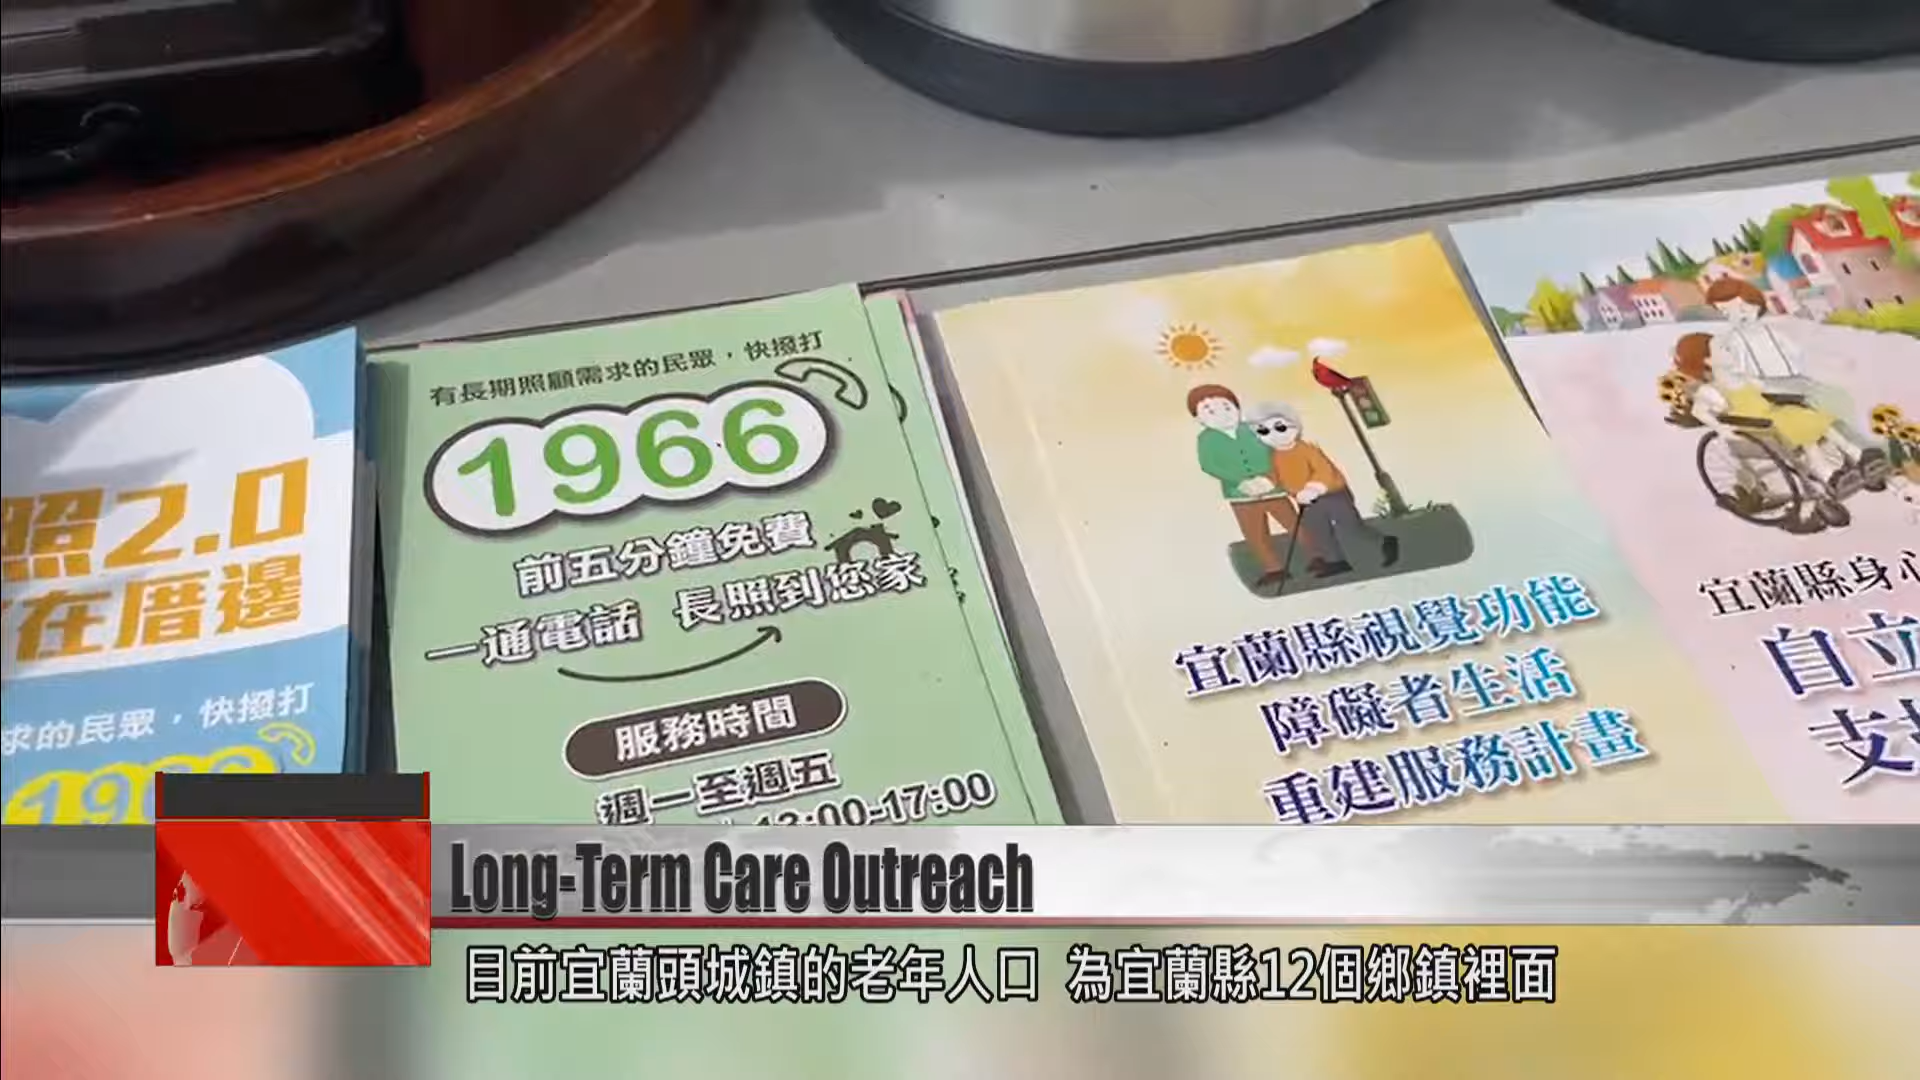 照2.0
在厝邊
求的民眾，快撥打
有長期照顧需求的民眾，快撥打
1966
前五分鐘免費
一通電話 長照到您家
服務時間
週一至週五
13:00-17:00
宜蘭縣視覺功能
障礙者生活
重建服務計畫
宜蘭縣身心
自立
支持
Long-Term Care Outreach
目前宜蘭頭城鎮的老年人口 為宜蘭縣12個鄉鎮裡面